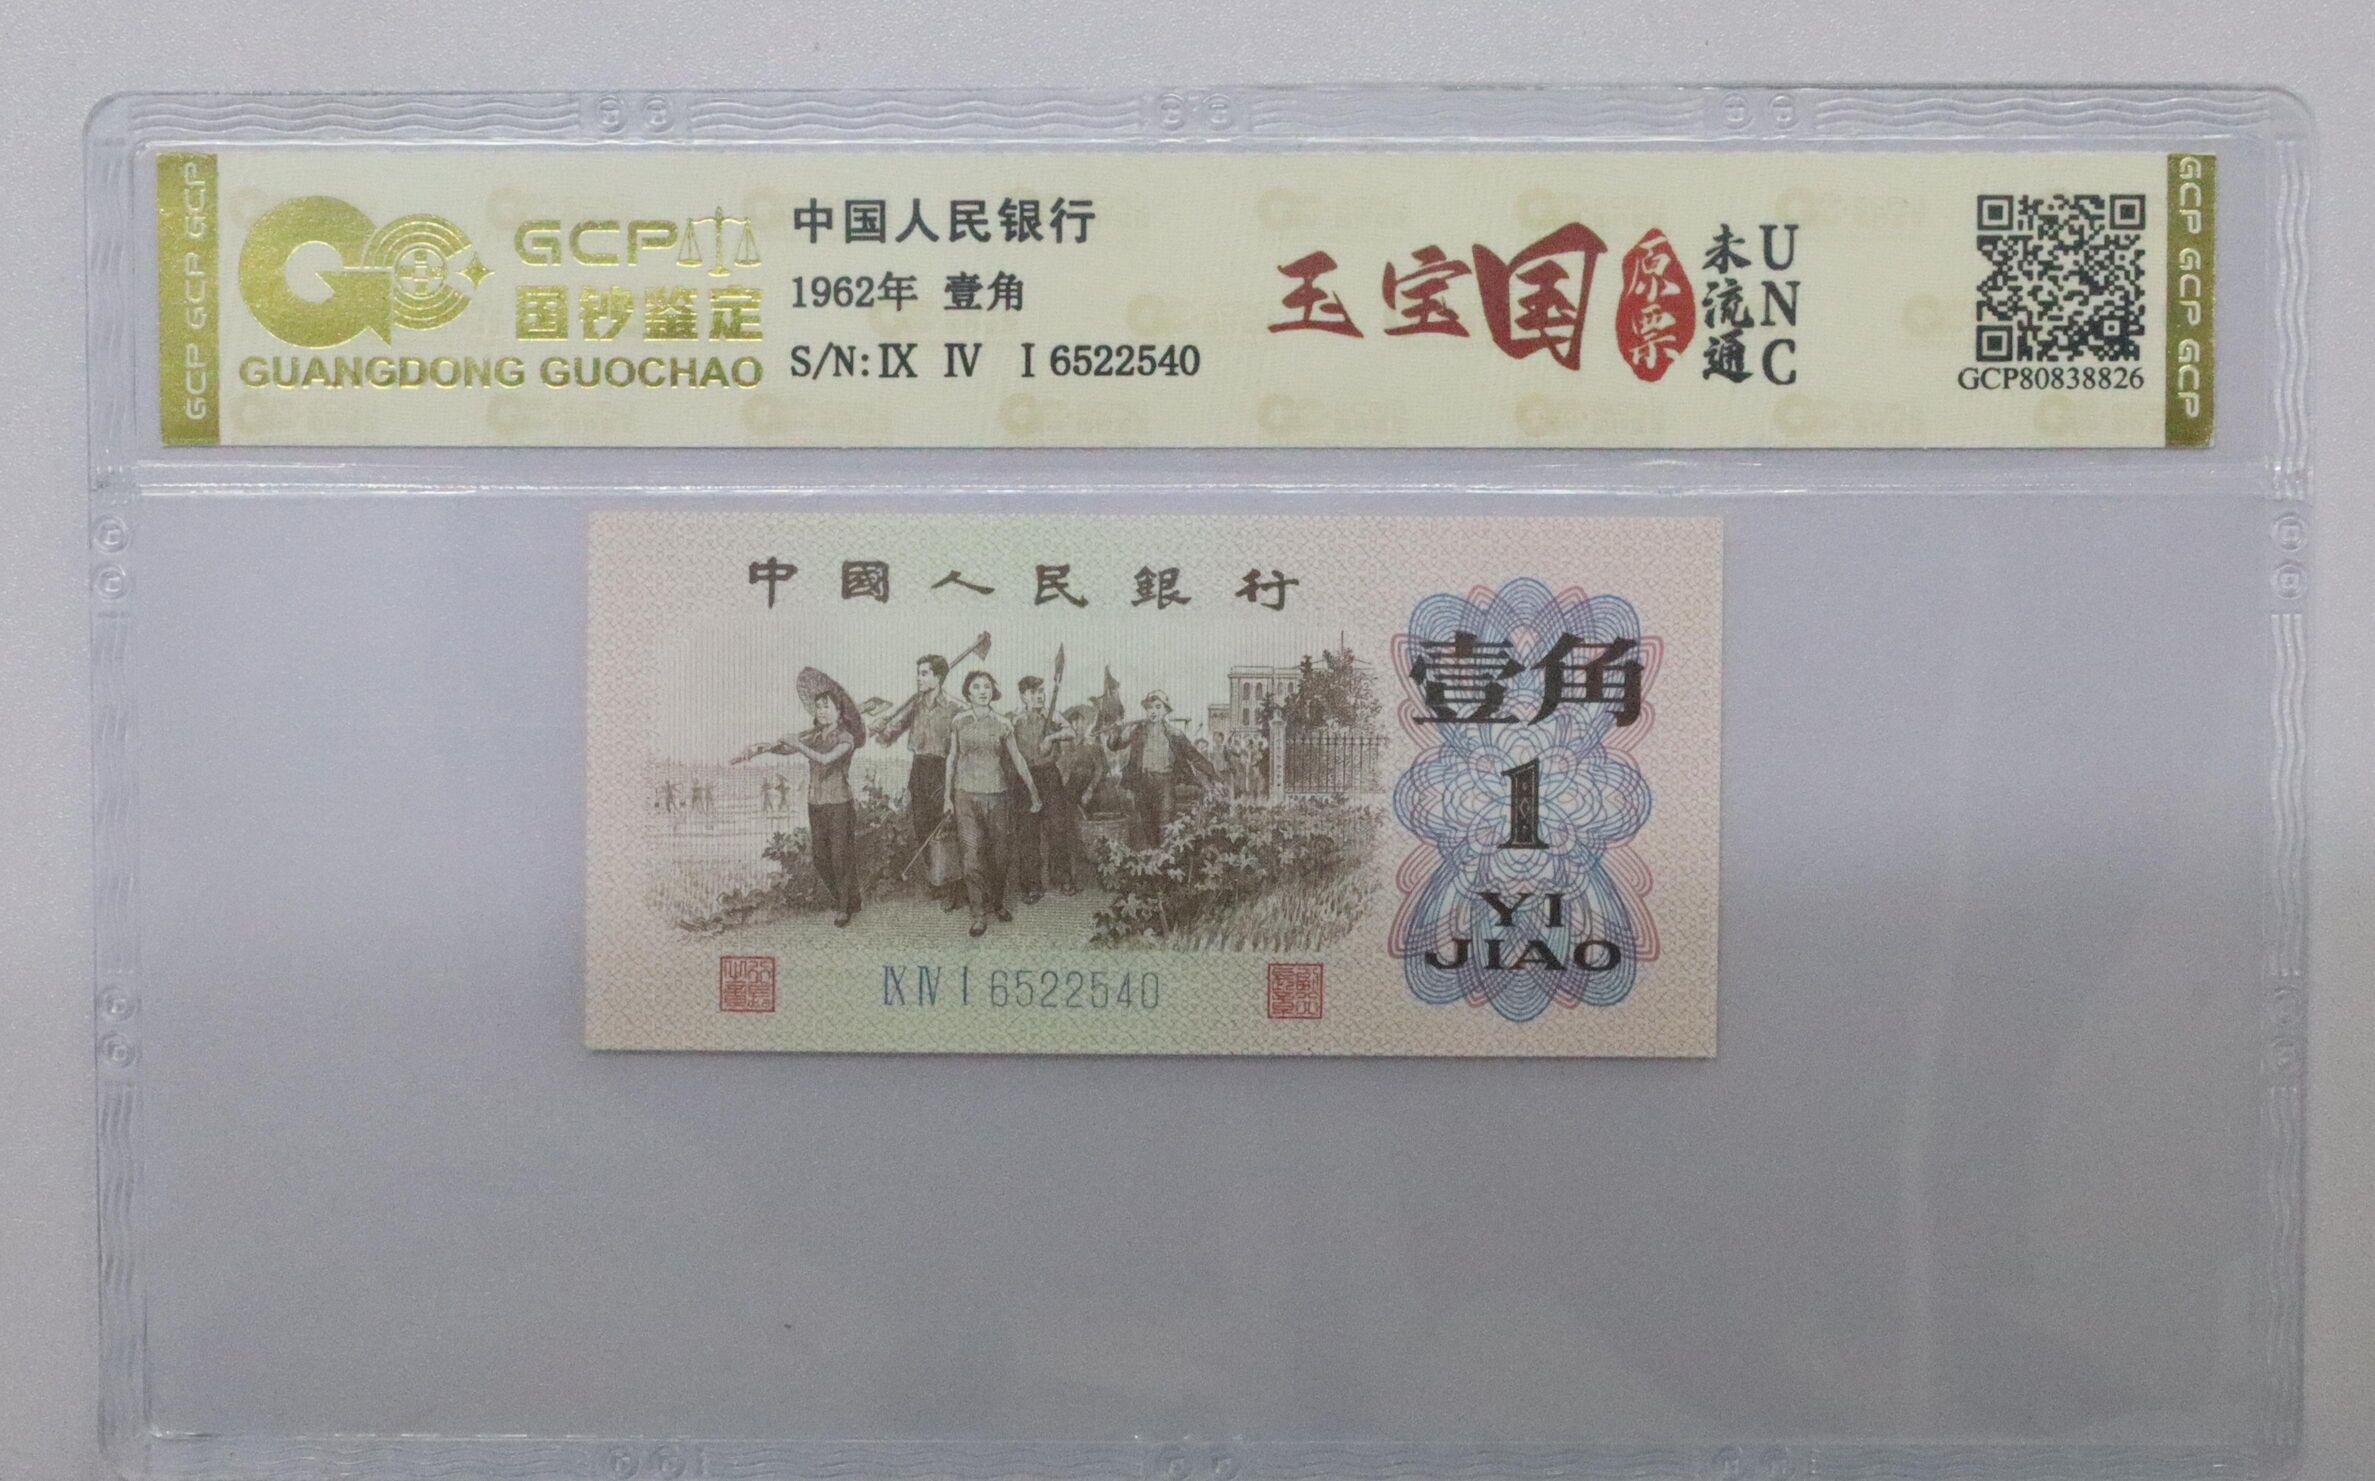 GCP GCP GCP
GCP
国钞鉴定
GUANGDONG GUOCHAO
中国人民银行
1962年 壹角
S/N: Ⅸ Ⅳ Ⅰ 6522540
玉宝国
原票
未流通
UNC
GCP80838826
GCP GCP GCP
中國人民銀行
壹角
1
YI
JIAO
Ⅸ Ⅳ Ⅰ 6522540